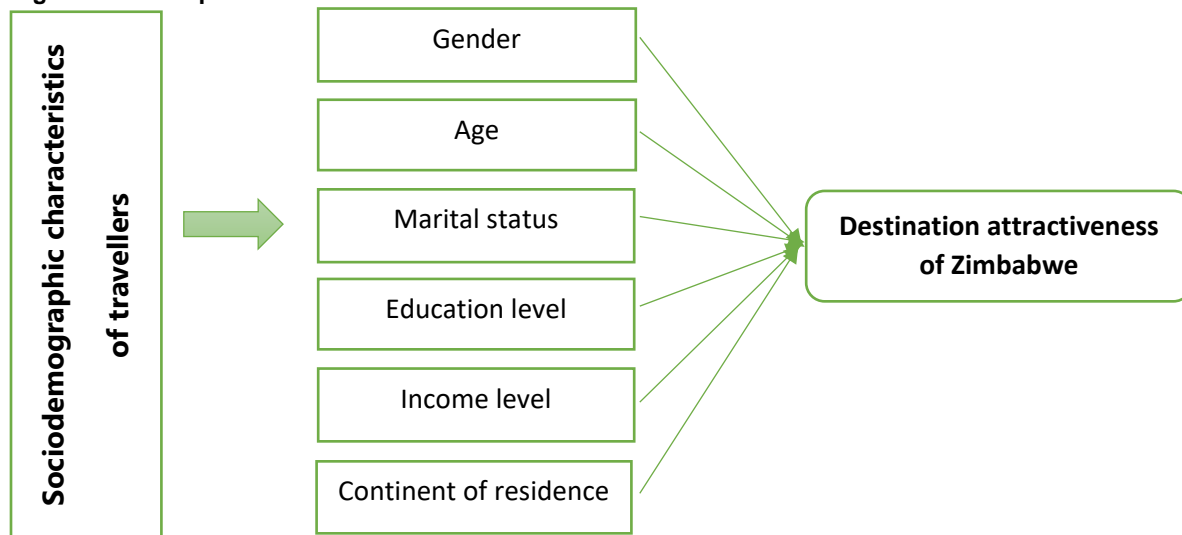 Sociodemographic characteristics
of travellers
Gender
Age
Marital status
Education level
Income level
Continent of residence
Destination attractiveness
of Zimbabwe